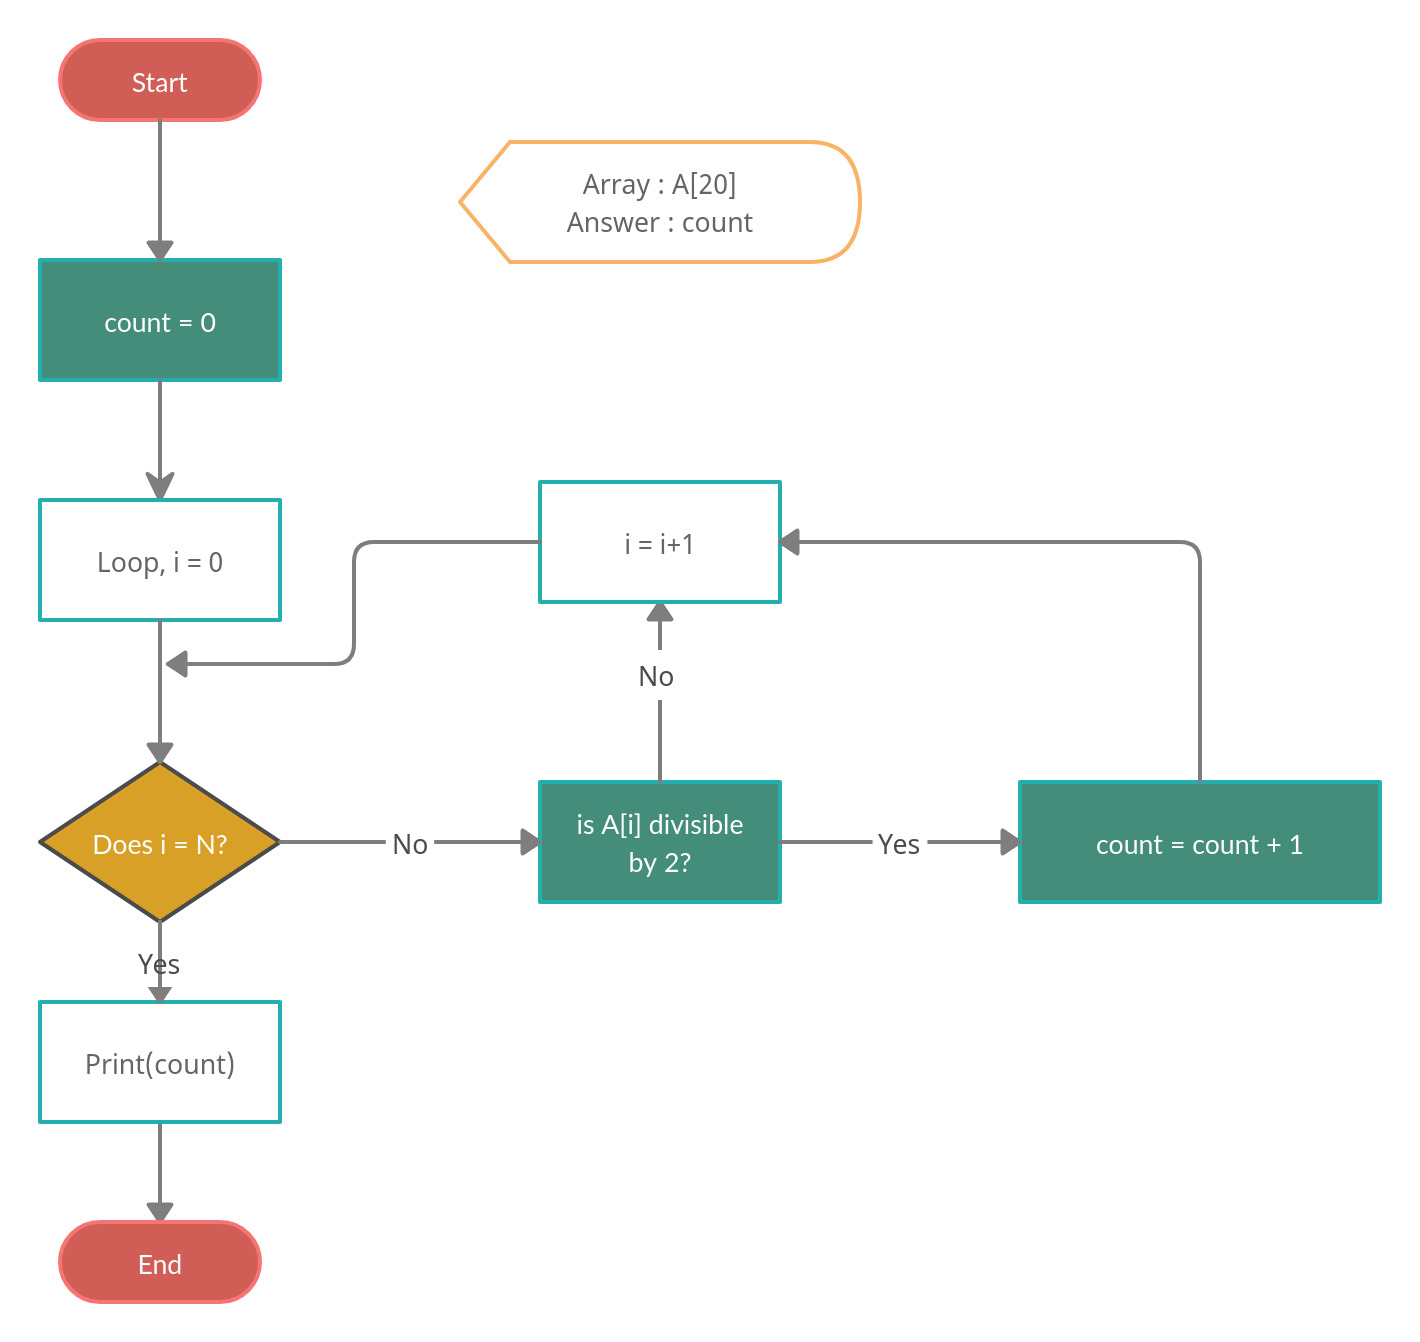 Start
Array : A[20]
Answer : count
count = 0
Loop, i = 0
i = i+1
No
Does i = N?
No
is A[i] divisible
by 2?
Yes
count = count + 1
Yes
Print(count)
End